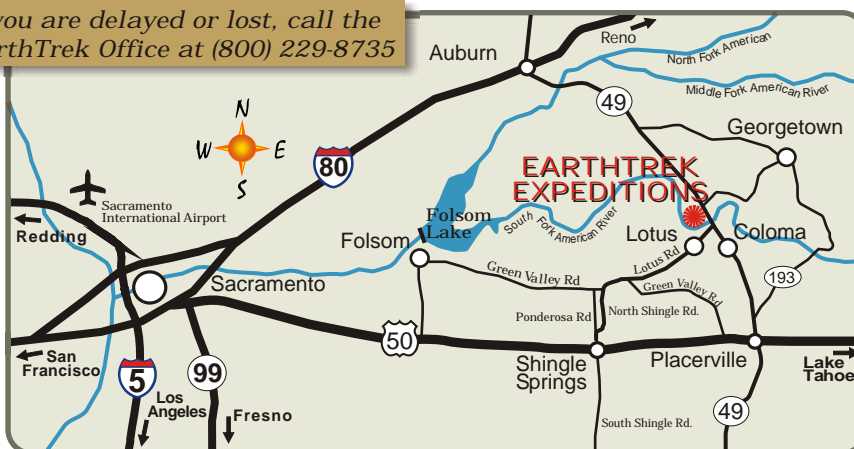 you are delayed or lost, call the
rthTrek Office at (800) 229-8735
Auburn
Reno
North Fork American
Middle Fork American River
49
Georgetown
N
W E
S
80
EARTHTREK
EXPEDITIONS
Sacramento
International Airport
Redding
Folsom
Lake
South Fork American River
Folsom
Lotus
Coloma
Lotus Rd
Green Valley Rd
Green Valley Rd
193
Sacramento
Ponderosa Rd
North Shingle Rd.
50
San
Francisco
Shingle
Springs
Placerville
Lake
Tahoe
5
99
Los
Angeles
Fresno
South Shingle Rd.
49